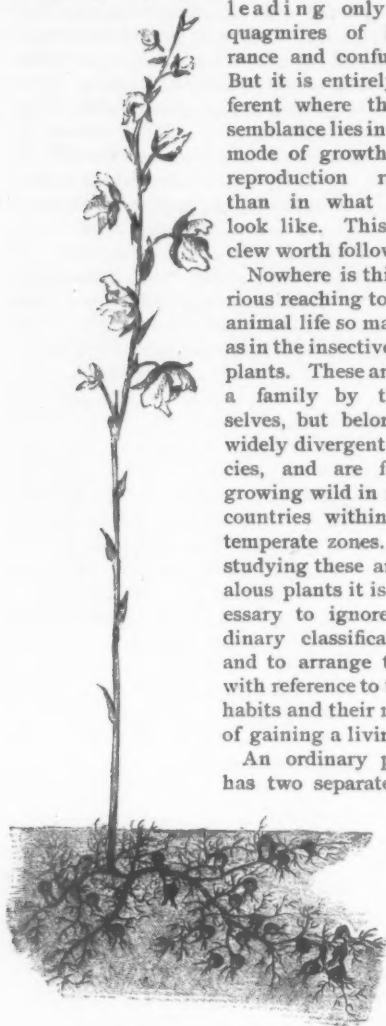 leading only
quagmires of
rance and confu
But it is entirel
ferent where th
semblance lies in
mode of growth
reproduction r
than in what
look like. This
clew worth follow
Nowhere is thi
rious reaching to
animal life so ma
as in the insective
plants. These ar
a family by t
selves, but belo
widely divergent
cies, and are f
growing wild in
countries within
temperate zones.
studying these a
alous plants it is
essary to ignore
dinary classifica
and to arrange t
with reference to
habits and their
of gaining a livin
An ordinary p
has two separate